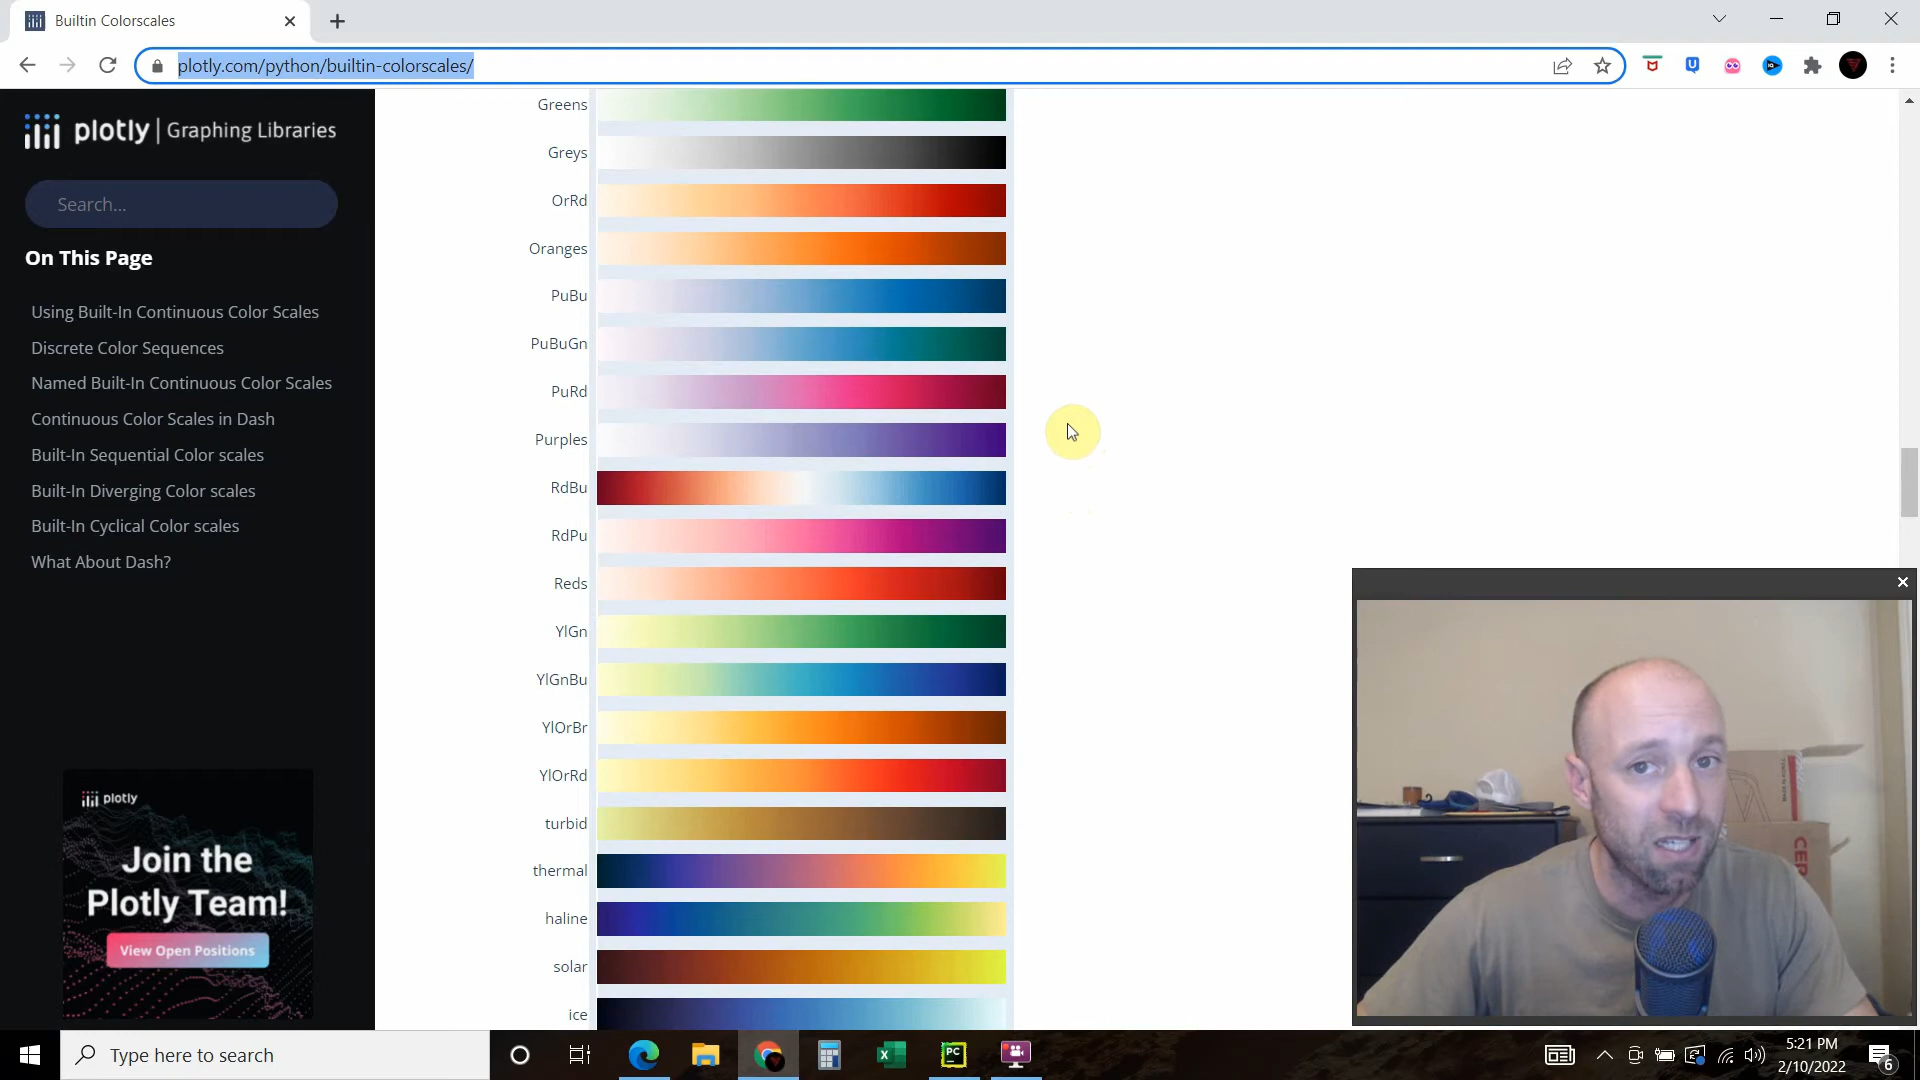 Builtin Colorscales
plotly.com/python/builtin-colorscales/
plotly | Graphing Libraries
Search...
On This Page
Using Built-In Continuous Color Scales
Discrete Color Sequences
Named Built-In Continuous Color Scales
Continuous Color Scales in Dash
Built-In Sequential Color scales
Built-In Diverging Color scales
Built-In Cyclical Color scales
What About Dash?
plotly
Join the
Plotly Team!
View Open Positions
Greens
Greys
OrRd
Oranges
PuBu
PuBuGn
PuRd
Purples
RdBu
RdPu
Reds
YlGn
YlGnBu
YlOrBr
YlOrRd
turbid
thermal
haline
solar
ice
Type here to search
PC
5:21 PM
2/10/2022
6